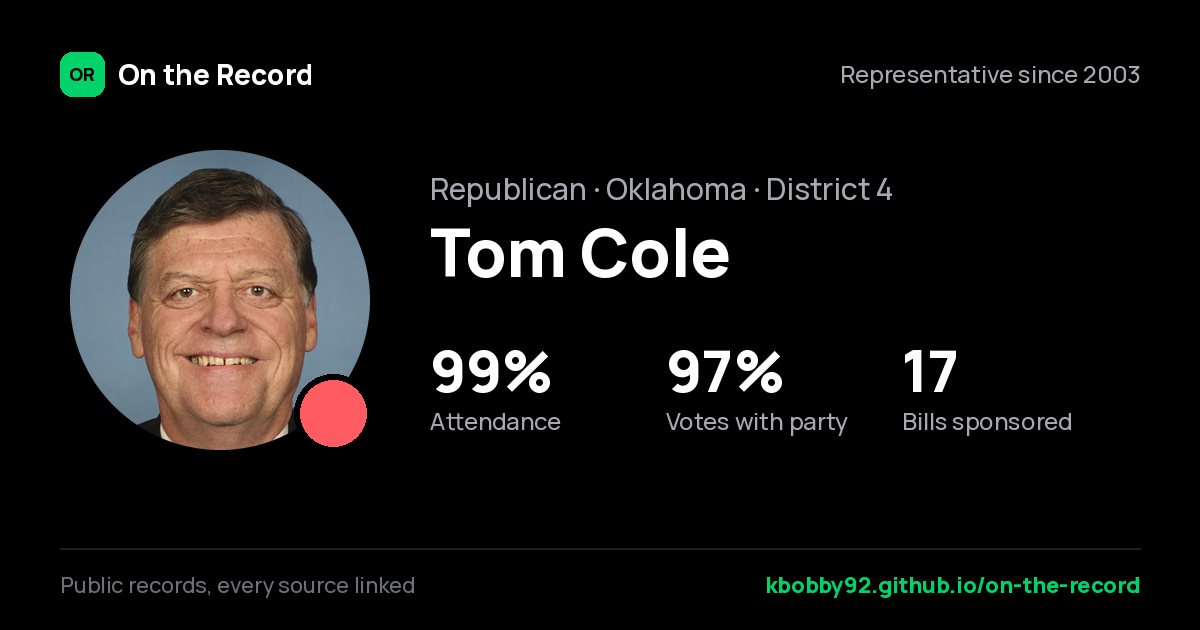 OR On the Record
Representative since 2003
Republican · Oklahoma · District 4
Tom Cole
99% 97% 17
Attendance Votes with party Bills sponsored
Public records, every source linked
kbobby92.github.io/on-the-record